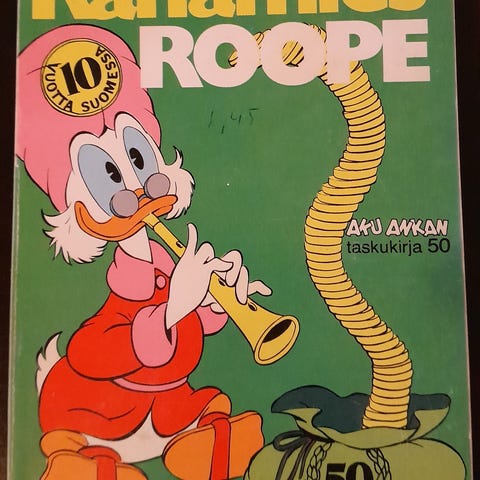 Rahamies
ROOPE
10
VUOTTA SUOMESSA
1,45
AKU ANKAN
taskukirja 50
50